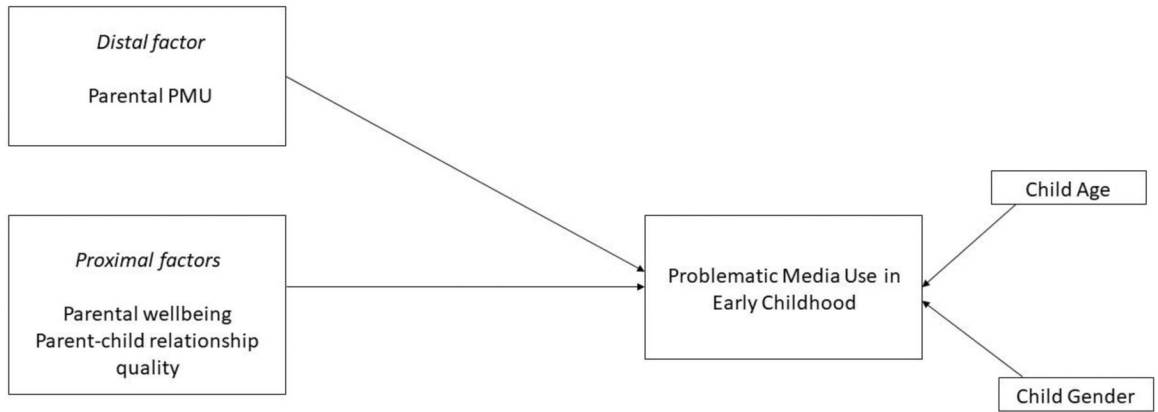 Distal factor
Parental PMU
Proximal factors
Parental wellbeing
Parent-child relationship
quality
Problematic Media Use in
Early Childhood
Child Age
Child Gender